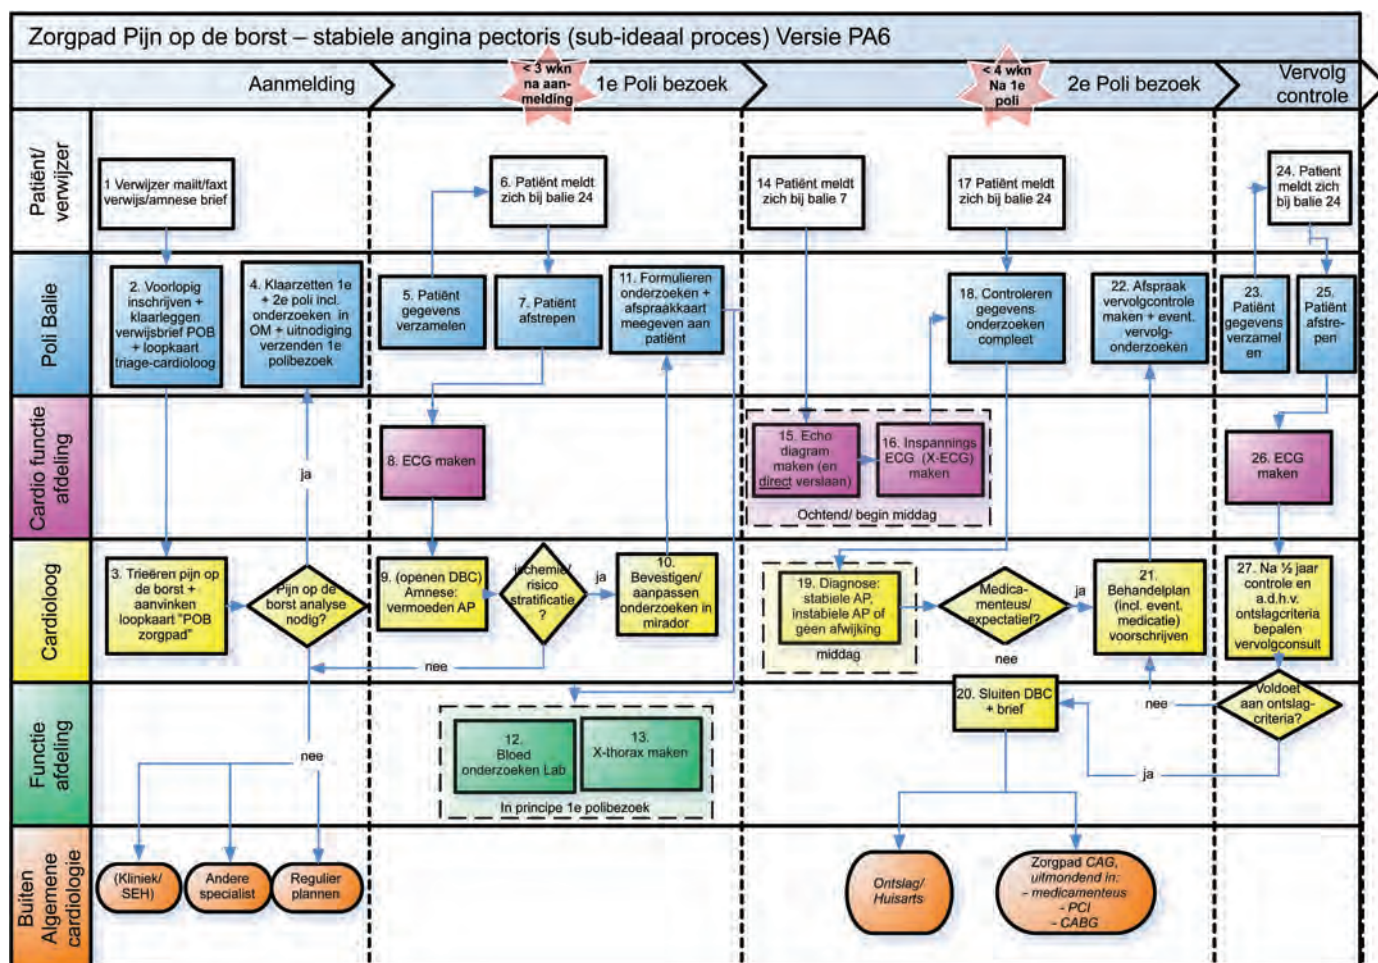 Zorgpad Pijn op de borst – stabiele angina pectoris (sub-ideaal proces) Versie PA6
Aanmelding
< 3 wkn
na aan-
melding
1e Poli bezoek
< 4 wkn
Na 1e
poli
2e Poli bezoek
Vervolg
controle
Patiënt/
verwijzer
1 Verwijzer mailt/faxt
verwijs/amnese brief
6. Patiënt meldt
zich bij balie 24
14 Patiënt meldt
zich bij balie 7
17 Patiënt meldt
zich bij balie 24
24. Patient
meldt zich
bij balie 24
Poli Balie
2. Voorlopig
inschrijven +
klaarleggen
verwijsbrief POB
+ loopkaart
triage-cardioloog
4. Klaarzetten 1e
+ 2e poli incl.
onderzoeken in
OM + uitnodiging
verzenden 1e
polibezoek
5. Patiënt
gegevens
verzamelen
7. Patiënt
afstrepen
11. Formulieren
onderzoeken +
afspraakkaart
meegeven aan
patiënt
18. Controleren
gegevens
onderzoeken
compleet
22. Afspraak
vervolgcontrole
maken + event.
vervolg-
onderzoeken
23.
Patiënt
gegevens
verzamel
en
25.
Patiënt
afstre-
pen
Cardio functie
afdeling
ja
8. ECG maken
15. Echo
diagram
maken (en
direct verslaan)
16. Inspannings
ECG (X-ECG)
maken
Ochtend/ begin middag
26. ECG
maken
Cardioloog
3. Triëren pijn op
de borst +
aanvinken
loopkaart "POB
zorgpad"
Pijn op de
borst analyse
nodig?
9. (openen DBC)
Amnese:
vermoeden AP
ischemie/
risico
stratificatie
?
ja
10.
Bevestigen/
aanpassen
onderzoeken in
mirador
nee
19. Diagnose:
stabiele AP,
instabiele AP of
geen afwijking
middag
Medica-
menteus/
expectatief?
ja
nee
21.
Behandelplan
(incl. event.
medicatie)
voorschrijven
27. Na ½ jaar
controle en
a.d.h.v.
ontslagcriteria
bepalen
vervolgconsult
Functie
afdeling
nee
12.
Bloed
onderzoeken Lab
13.
X-thorax maken
In principe 1e polibezoek
20. Sluiten DBC
+ brief
nee
Voldoet
aan ontslag-
criteria?
ja
Buiten
Algemene
cardiologie
(Kliniek/
SEH)
Andere
specialist
Regulier
plannen
Ontslag/
Huisarts
Zorgpad CAG,
uitmondend in:
- medicamenteus
- PCI
- CABG